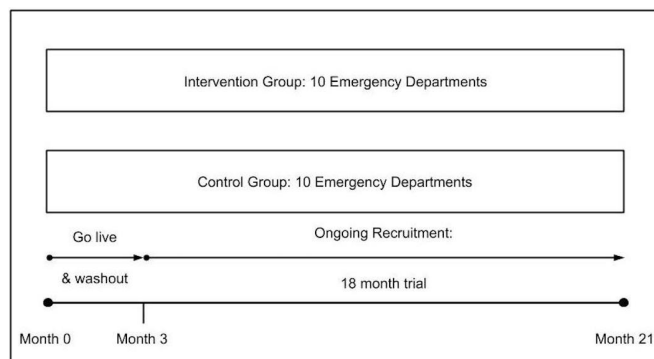 Intervention Group: 10 Emergency Departments
Control Group: 10 Emergency Departments
Go live
& washout
Ongoing Recruitment:
18 month trial
Month 0
Month 3
Month 21